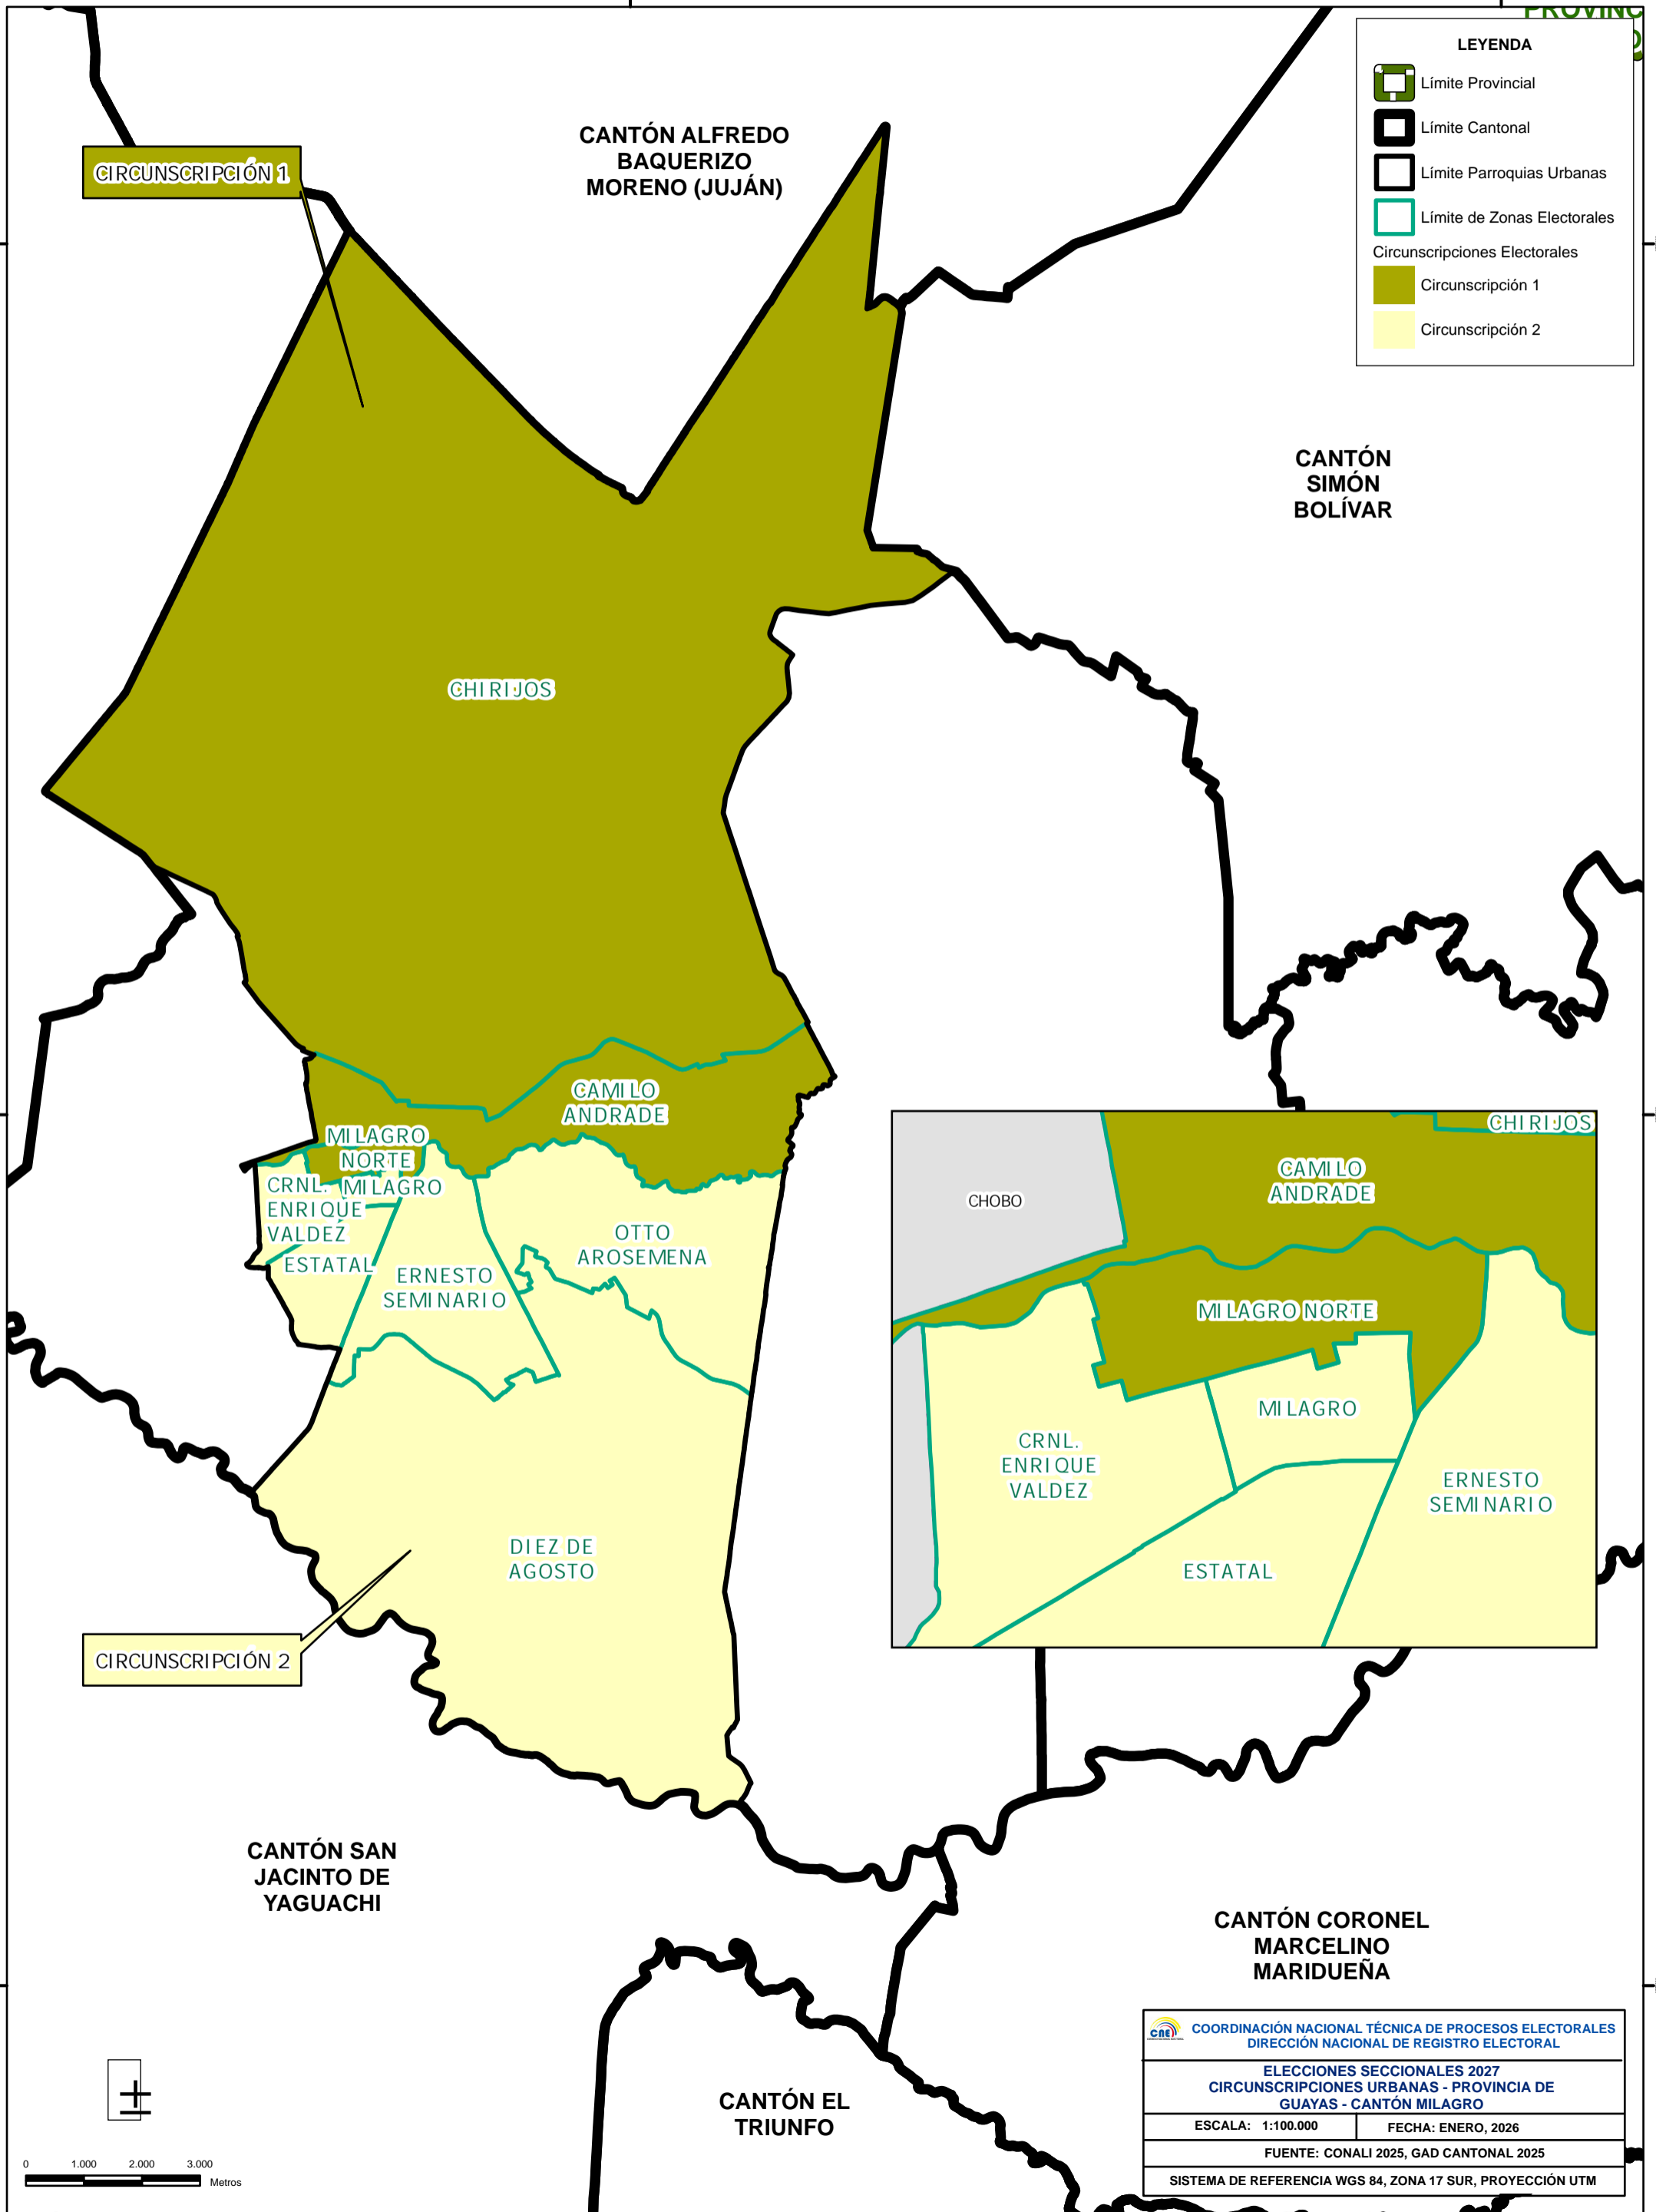 PROVINC
LEYENDA
Límite Provincial
Límite Cantonal
Límite Parroquias Urbanas
Límite de Zonas Electorales
Circunscripciones Electorales
Circunscripción 1
Circunscripción 2
CANTÓN ALFREDO
BAQUERIZO
MORENO (JUJÁN)
CIRCUNSCRIPCIÓN 1
CANTÓN
SIMÓN
BOLÍVAR
CHIRIJOS
CAMILO
ANDRADE
MILAGRO
NORTE
CRNL.
ENRIQUE
VALDEZ
MILAGRO
ESTATAL
ERNESTO
SEMINARIO
OTTO
AROSEMENA
DIEZ DE
AGOSTO
CIRCUNSCRIPCIÓN 2
CHIRIJOS
CAMILO
ANDRADE
CHOBO
MILAGRO NORTE
MILAGRO
CRNL.
ENRIQUE
VALDEZ
ERNESTO
SEMINARIO
ESTATAL
CANTÓN SAN
JACINTO DE
YAGUACHI
CANTÓN CORONEL
MARCELINO
MARIDUEÑA
CANTÓN EL
TRIUNFO
0 1.000 2.000 3.000
Metros
cne
COORDINACIÓN NACIONAL TÉCNICA DE PROCESOS ELECTORALES
DIRECCIÓN NACIONAL DE REGISTRO ELECTORAL
ELECCIONES SECCIONALES 2027
CIRCUNSCRIPCIONES URBANAS - PROVINCIA DE
GUAYAS - CANTÓN MILAGRO
ESCALA: 1:100.000
FECHA: ENERO, 2026
FUENTE: CONALI 2025, GAD CANTONAL 2025
SISTEMA DE REFERENCIA WGS 84, ZONA 17 SUR, PROYECCIÓN UTM